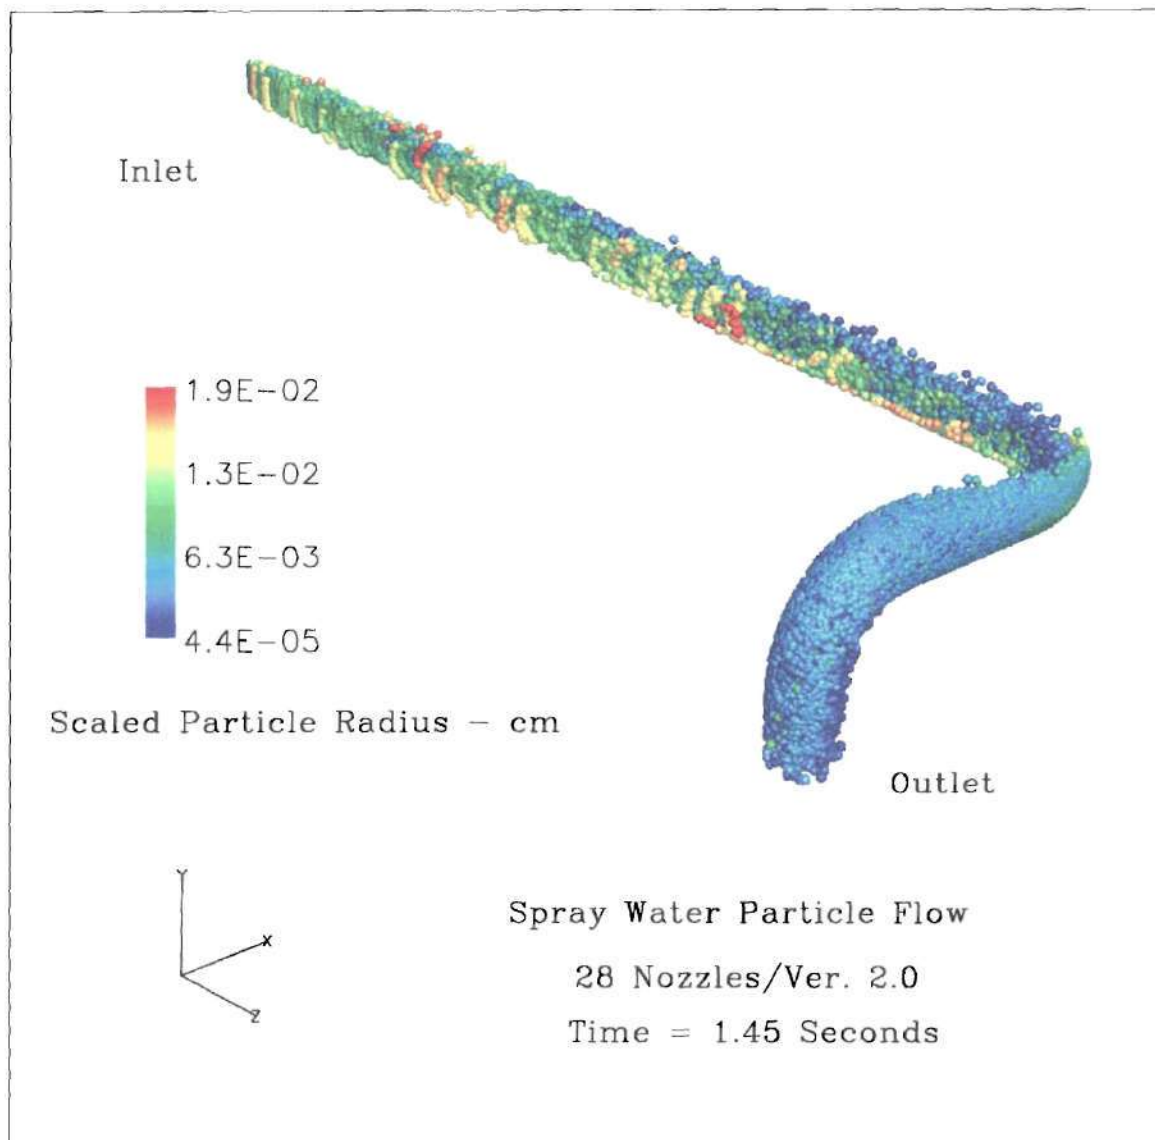 Inlet
1.9E-02
1.3E-02
6.3E-03
4.4E-05
Scaled Particle Radius - cm
Outlet
Y
X
Z
Spray Water Particle Flow
28 Nozzles/Ver. 2.0
Time = 1.45 Seconds